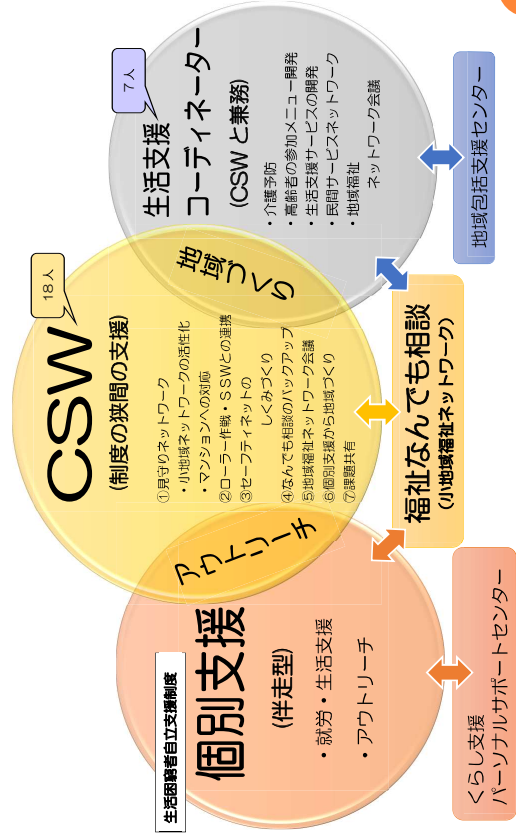 生活困窮者自立支援制度
個別支援
(伴走型)
・就労・生活支援
・アウトリーチ
アウトリーチ
18人
CSW
(制度の狭間の支援)
①見守りネットワーク
・小地域ネットワークの活性化
・マンションへの対応
②ローラー作戦・SSWとの連携
③セーフティネットの
しくみづくり
④なんでも相談のバックアップ
⑤地域福祉ネットワーク会議
⑥個別支援から地域づくり
⑦課題共有
地域づくり
7人
生活支援
コーディネーター
(CSWと兼務)
・介護予防
・高齢者の参加メニュー開発
・生活支援サービスの開発
・民間サービスネットワーク
・地域福祉
ネットワーク会議
くらし支援
パーソナルサポートセンター
福祉なんでも相談
(小地域福祉ネットワーク)
地域包括支援センター